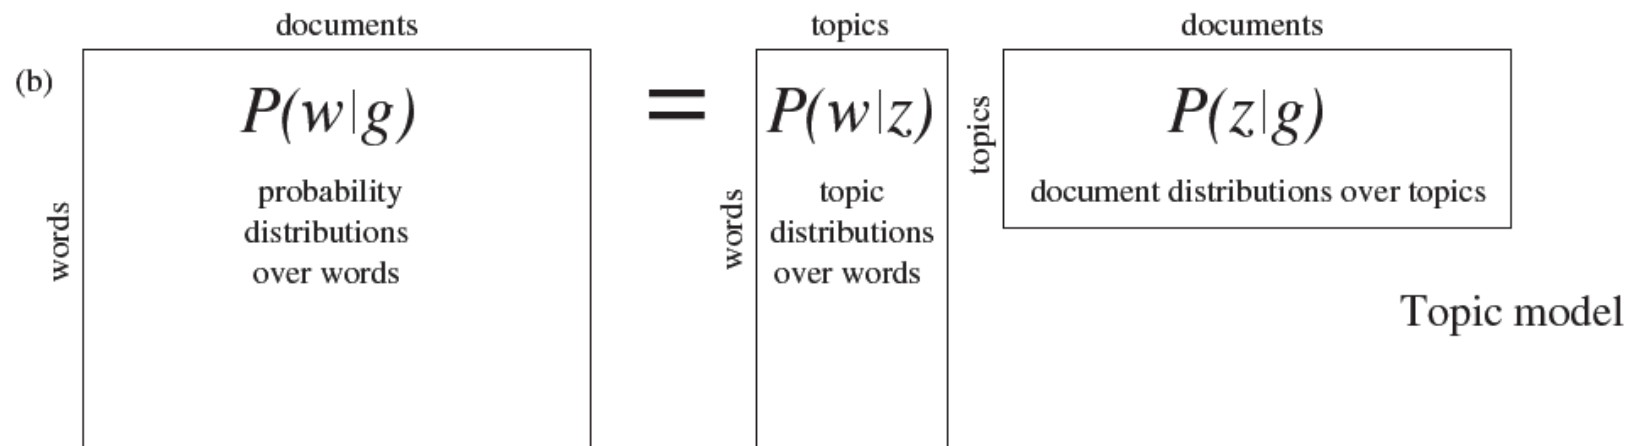 documents
topics
documents
(b)
P(w|g)
=
P(w|z)
P(z|g)
words
probability
distributions
over words
words
topic
distributions
over words
topics
document distributions over topics
Topic model